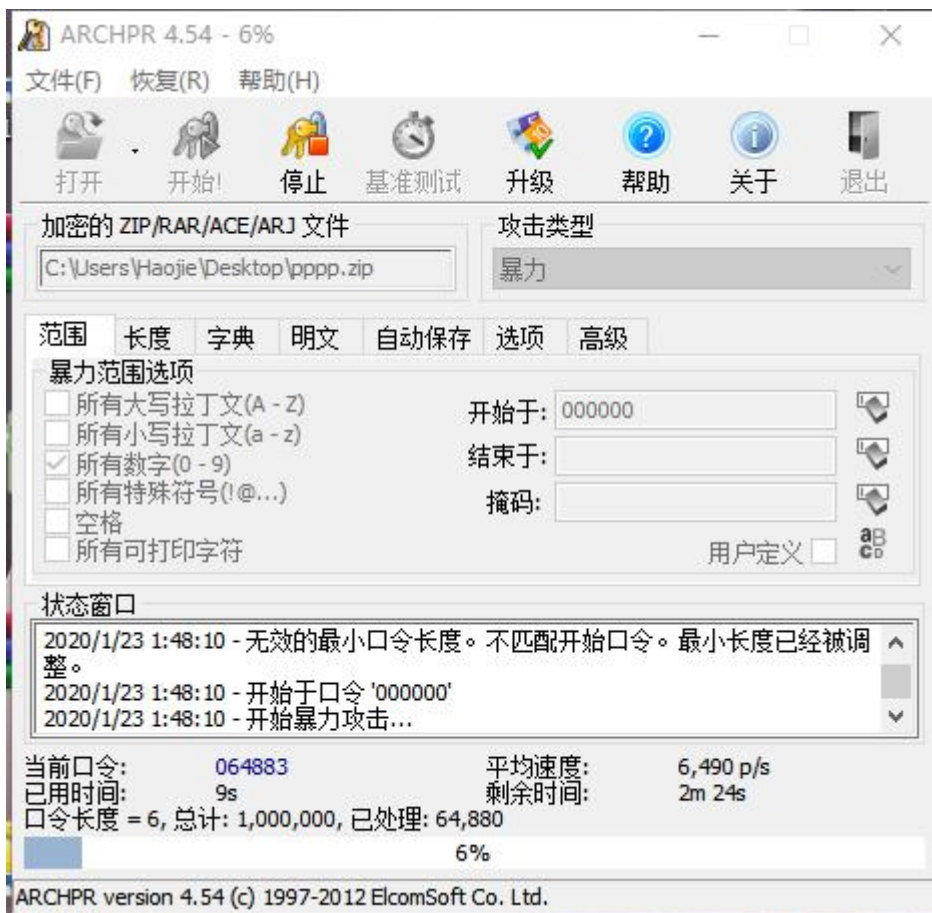 ARCHPR 4.54 - 6%
文件(F) 恢复(R) 帮助(H)
打开 开始! 停止 基准测试 升级 帮助 关于 退出
加密的 ZIP/RAR/ACE/ARJ 文件
攻击类型
C:\Users\Haojie\Desktop\pppp.zip
暴力
范围 长度 字典 明文 自动保存 选项 高级
暴力范围选项
所有大写拉丁文(A - Z)
所有小写拉丁文(a - z)
所有数字(0 - 9)
所有特殊符号(!@...)
空格
所有可打印字符
开始于: 000000
结束于:
掩码:
用户定义
状态窗口
2020/1/23 1:48:10 - 无效的最小口令长度。不匹配开始口令。最小长度已经被调
整。
2020/1/23 1:48:10 - 开始于口令 '000000'
2020/1/23 1:48:10 - 开始暴力攻击...
当前口令: 064883 平均速度: 6,490 p/s
已用时间: 9s 剩余时间: 2m 24s
口令长度 = 6, 总计: 1,000,000, 已处理: 64,880
6%
ARCHPR version 4.54 (c) 1997-2012 ElcomSoft Co. Ltd.